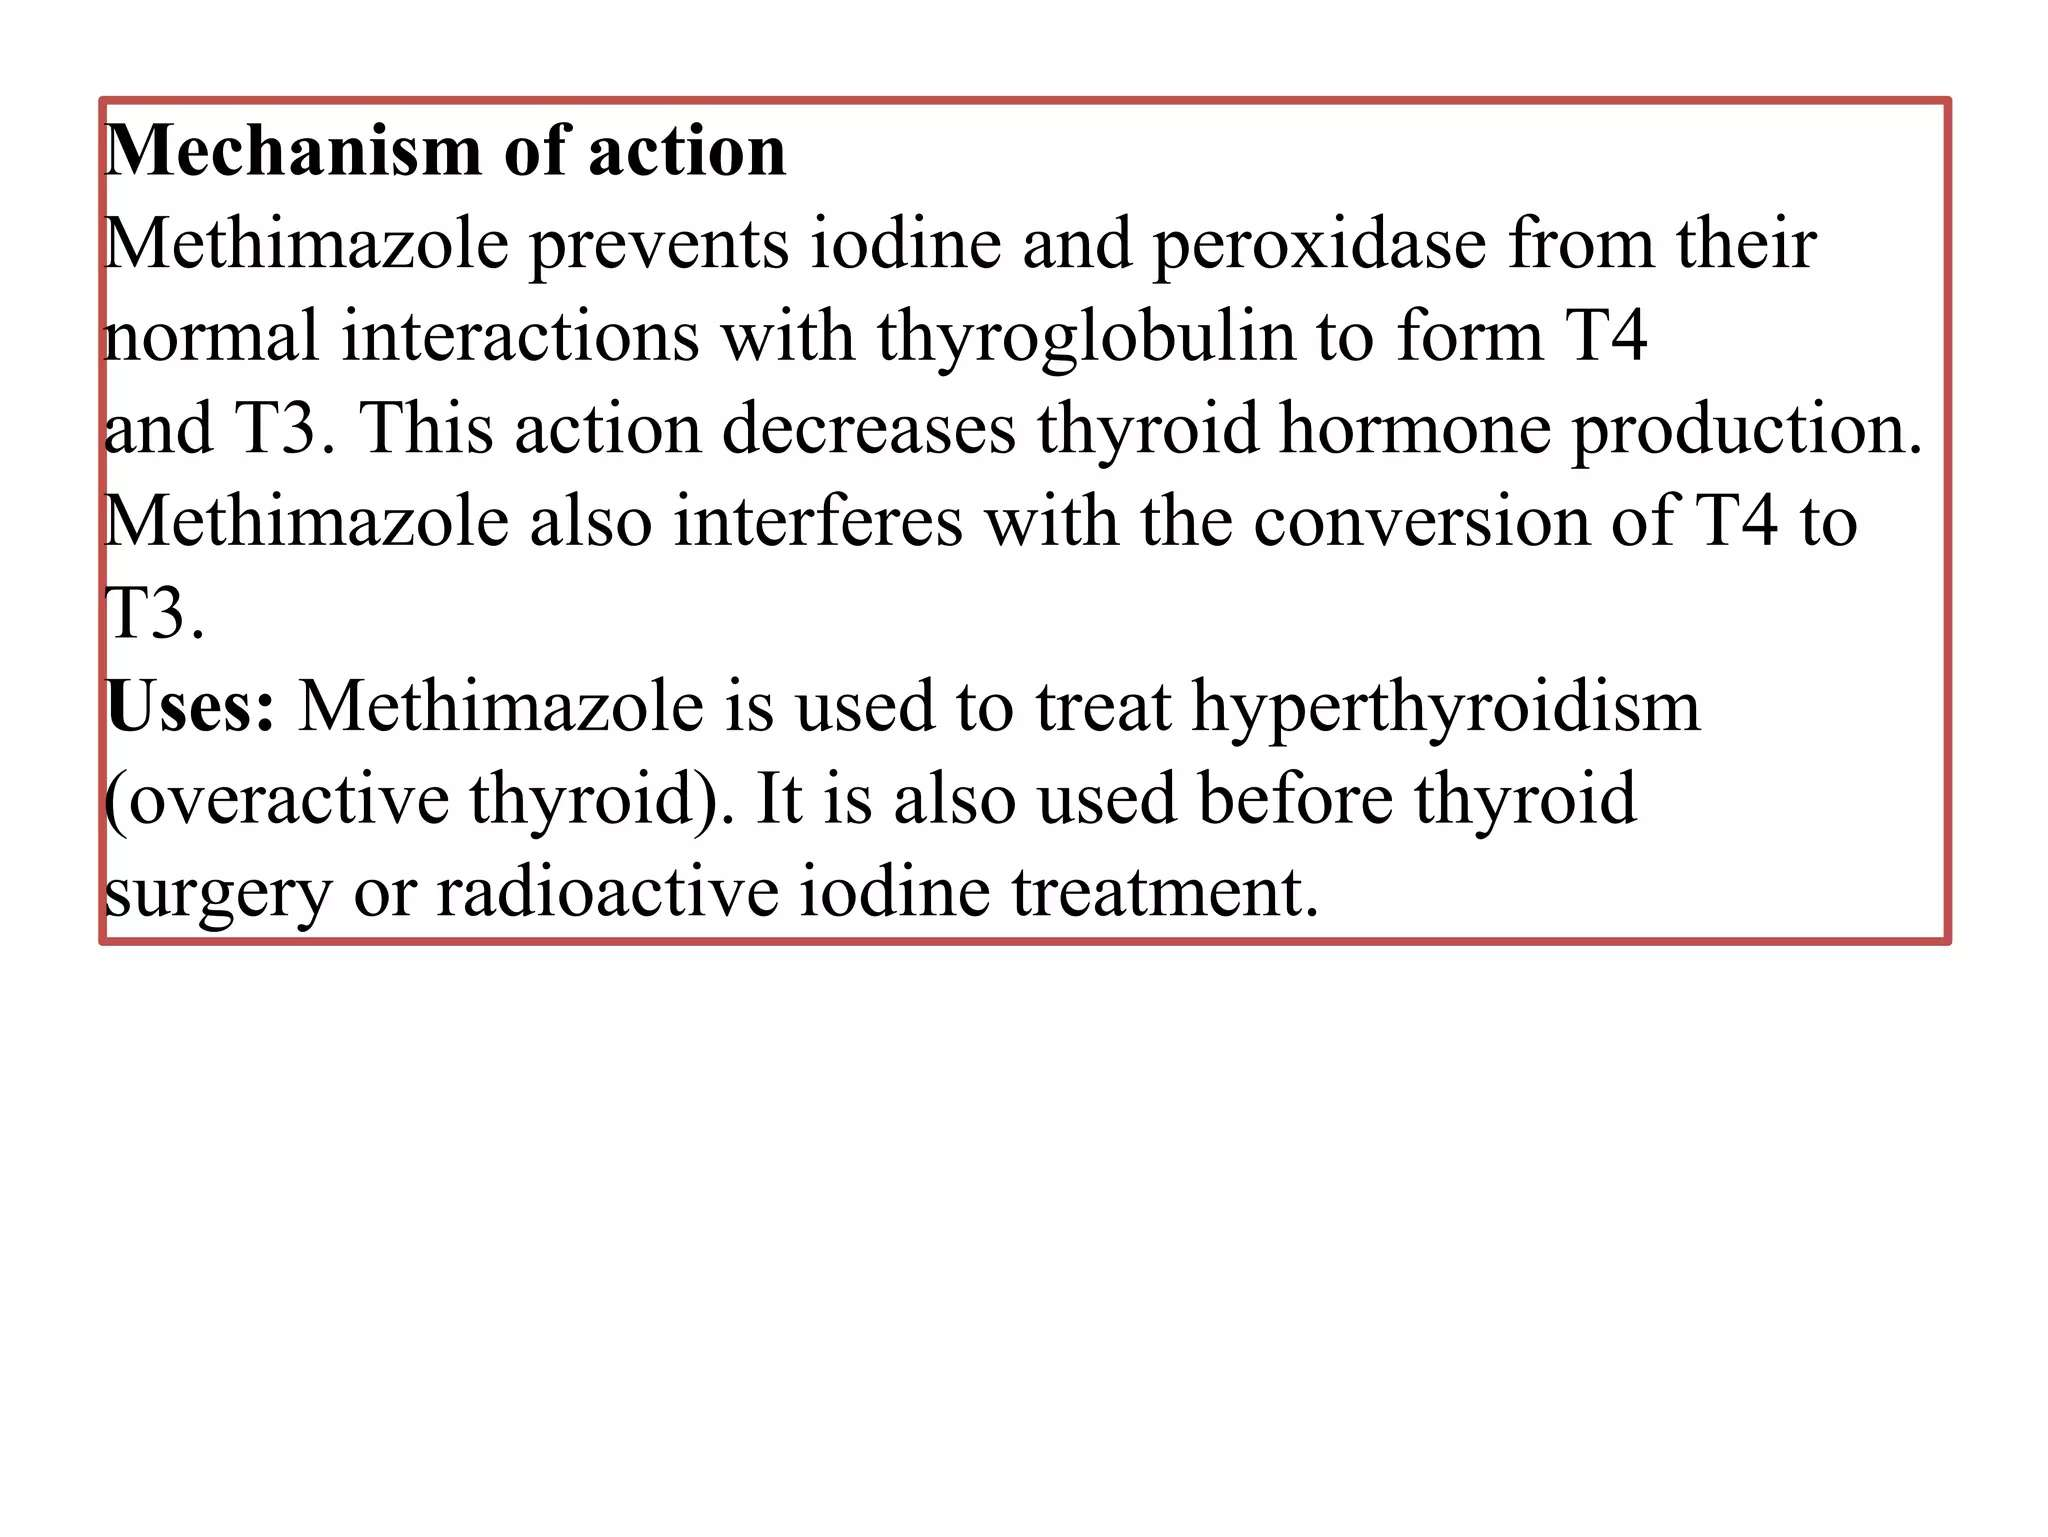 Mechanism of action
Methimazole prevents iodine and peroxidase from their
normal interactions with thyroglobulin to form T4
and T3. This action decreases thyroid hormone production.
Methimazole also interferes with the conversion of T4 to
T3.
Uses: Methimazole is used to treat hyperthyroidism
(overactive thyroid). It is also used before thyroid
surgery or radioactive iodine treatment.